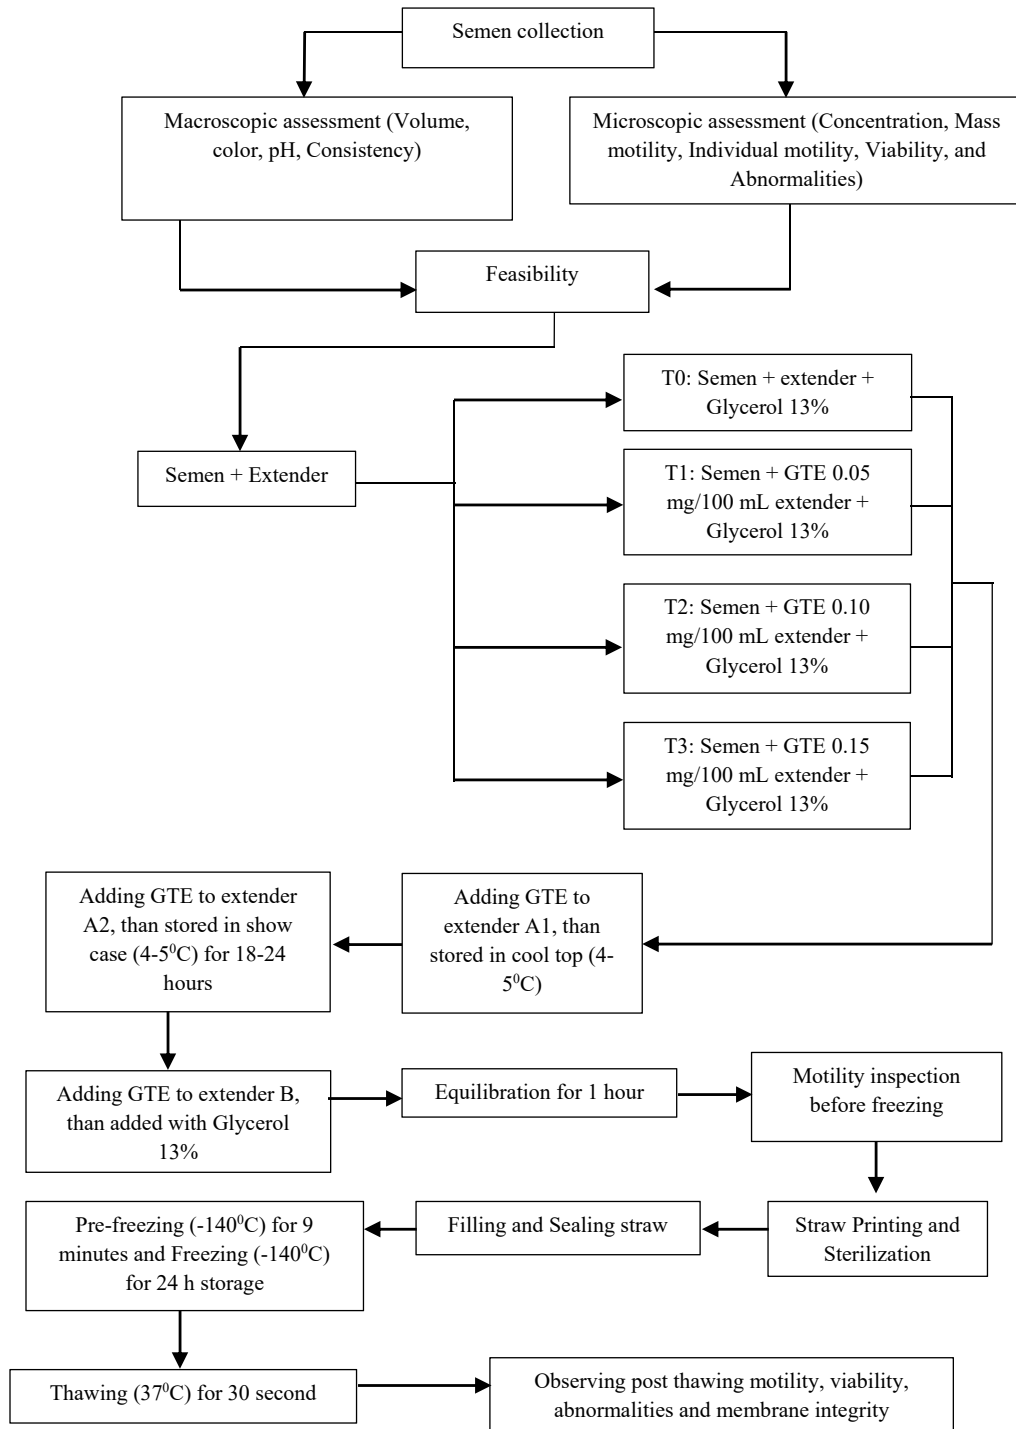 Semen collection
Macroscopic assessment (Volume,
color, pH, Consistency)
Microscopic assessment (Concentration, Mass
motility, Individual motility, Viability, and
Abnormalities)
Feasibility
Semen + Extender
T0: Semen + extender +
Glycerol 13%
T1: Semen + GTE 0.05
mg/100 mL extender +
Glycerol 13%
T2: Semen + GTE 0.10
mg/100 mL extender +
Glycerol 13%
T3: Semen + GTE 0.15
mg/100 mL extender +
Glycerol 13%
Adding GTE to
extender A1, than
stored in cool top (4-
5⁰C)
Adding GTE to extender
A2, than stored in show
case (4-5⁰C) for 18-24
hours
Adding GTE to extender B,
than added with Glycerol
13%
Equilibration for 1 hour
Motility inspection
before freezing
Straw Printing and
Sterilization
Filling and Sealing straw
Pre-freezing (-140⁰C) for 9
minutes and Freezing (-140⁰C)
for 24 h storage
Thawing (37⁰C) for 30 second
Observing post thawing motility, viability,
abnormalities and membrane integrity